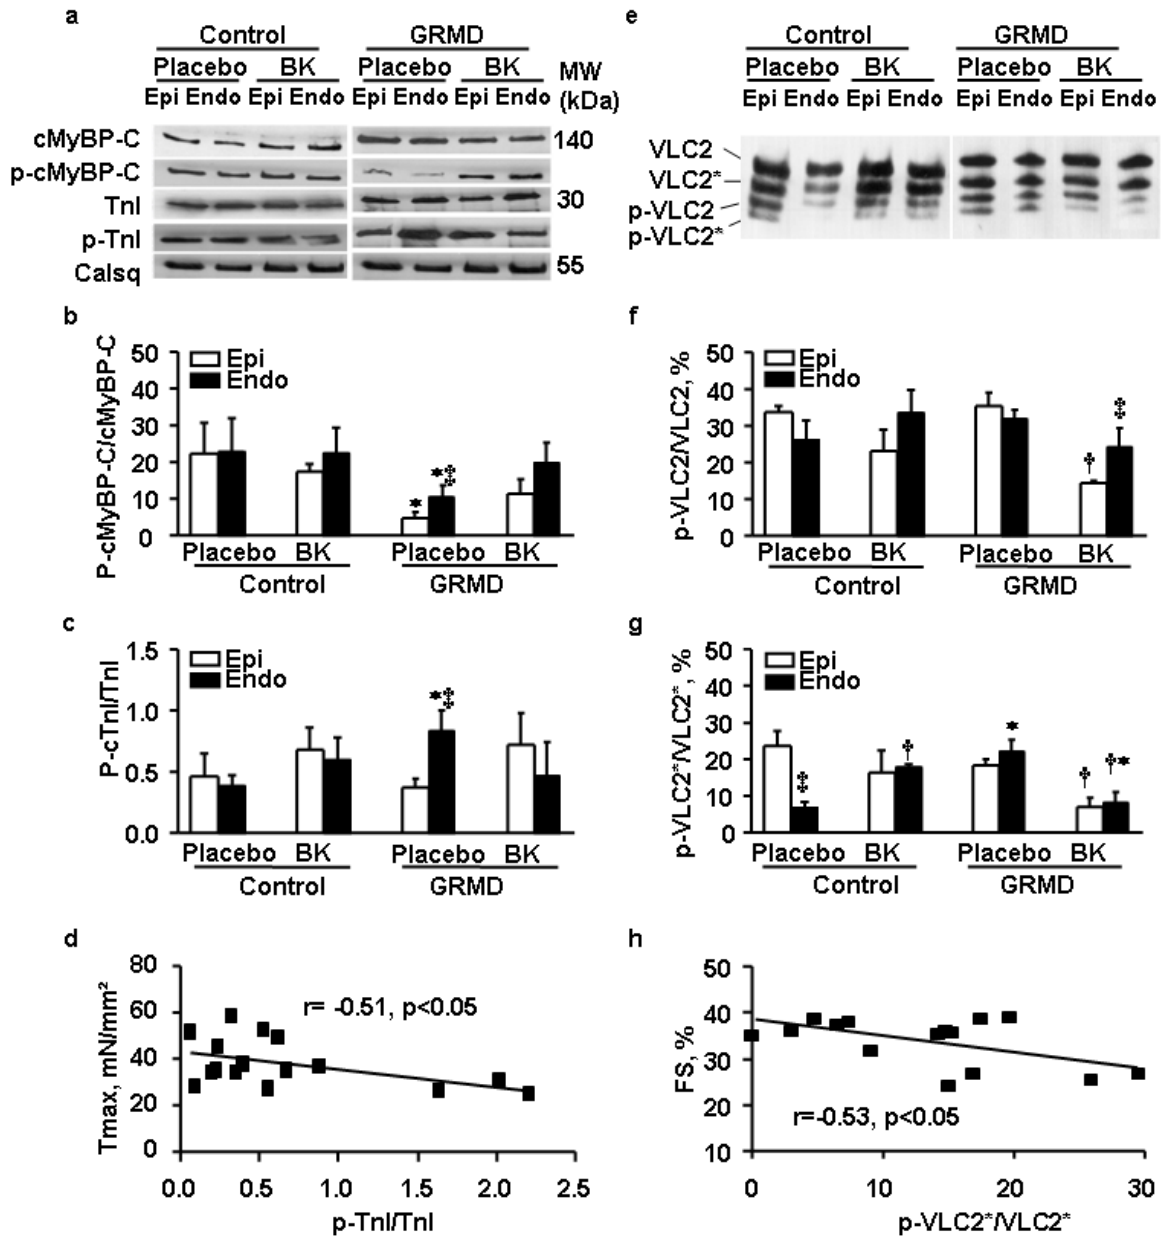 a
Control GRMD
Placebo BK Placebo BK MW
Epi Endo Epi Endo Epi Endo Epi Endo (kDa)
cMyBP-C 140
p-cMyBP-C
TnI 30
p-TnI
Calsq 55
e
Control GRMD
Placebo BK Placebo BK
Epi Endo Epi Endo Epi Endo Epi Endo
VLC2
VLC2*
p-VLC2
p-VLC2*
b
P-cMyBP-C/cMyBP-C
50
40
30
20
10
0
Epi
Endo
* *‡
Placebo BK Placebo BK
Control GRMD
f
p-VLC2/VLC2, %
50
40
30
20
10
0
Epi
Endo
† ‡
Placebo BK Placebo BK
Control GRMD
c
P-cTnI/TnI
1.5
1.0
0.5
0.0
Epi
Endo
*‡
Placebo BK Placebo BK
Control GRMD
g
p-VLC2*/VLC2*, %
50
40
30
20
10
0
Epi
Endo
‡ † * † †*
Placebo BK Placebo BK
Control GRMD
d
Tmax, mN/mm²
80
60
40
20
0
r= -0.51, p<0.05
0.0 0.5 1.0 1.5 2.0 2.5
p-TnI/TnI
h
FS, %
50
40
30
20
10
r=-0.53, p<0.05
0 10 20 30
p-VLC2*/VLC2*